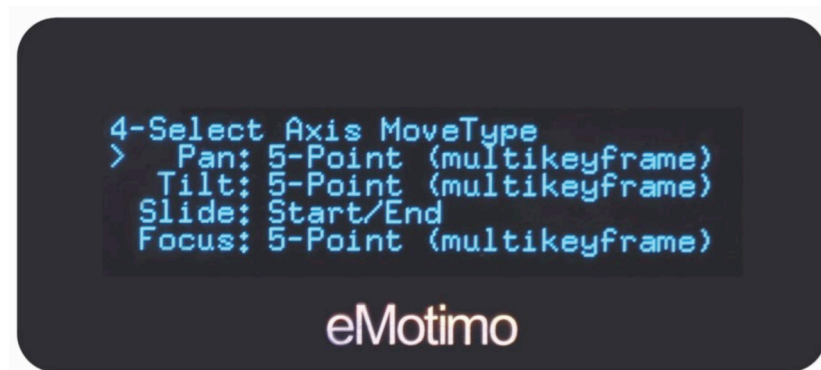 4-Select Axis MoveType
> Pan: 5-Point (multikeyframe)
Tilt: 5-Point (multikeyframe)
Slide: Start/End
Focus: 5-Point (multikeyframe)
eMotimo